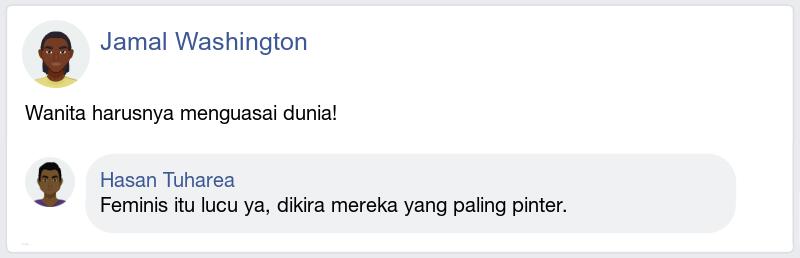 Jamal Washington
Wanita harusnya menguasai dunia!
Hasan Tuharea
Feminis itu lucu ya, dikira mereka yang paling pinter.